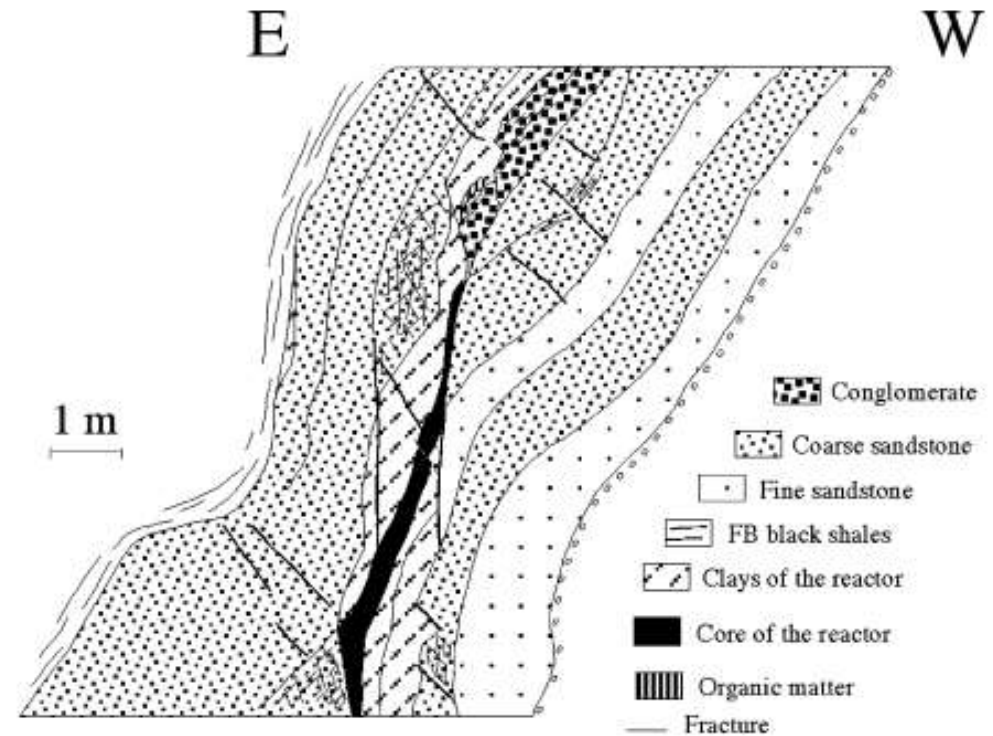 E
W
1 m
Conglomerate
Coarse sandstone
Fine sandstone
FB black shales
Clays of the reactor
Core of the reactor
Organic matter
Fracture